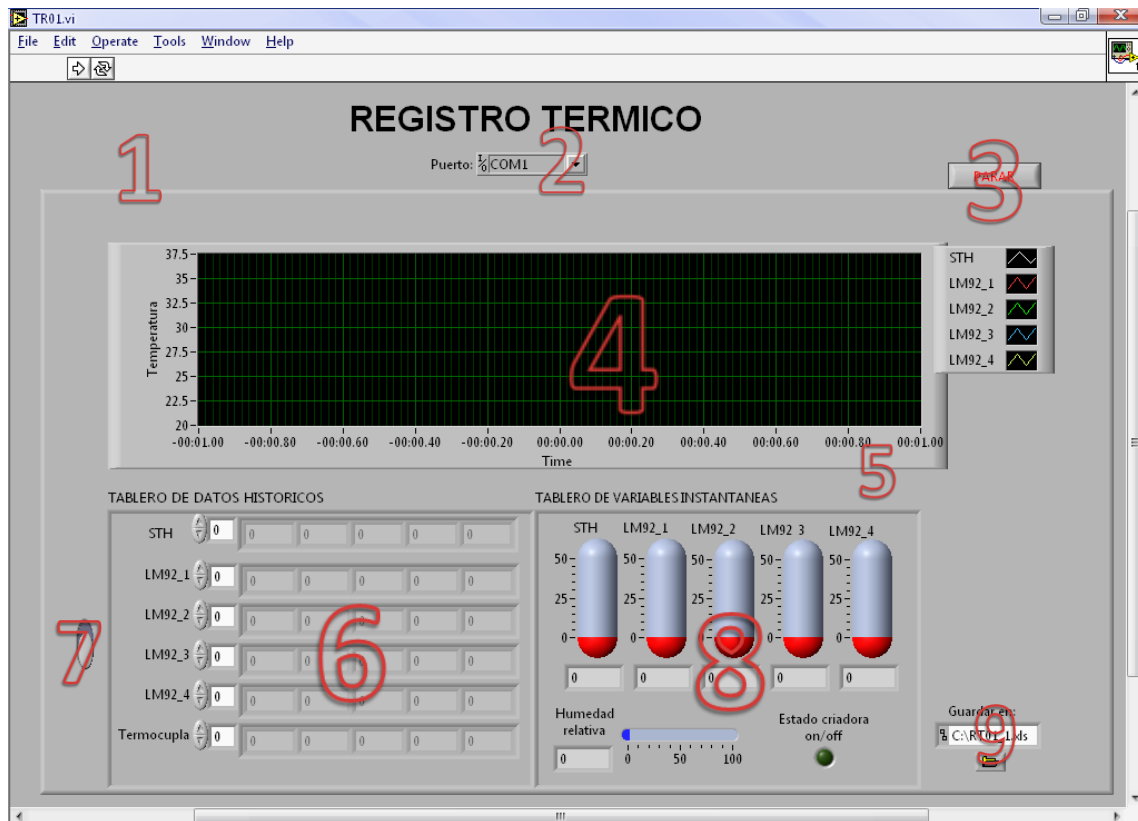 TR01.vi
File Edit Operate Tools Window Help
REGISTRO TERMICO
1
Puerto: COM1
2
PARAR
3
37.5
35
32.5
30
27.5
25
22.5
20
Temperatura
-00:01.00 -00:00.80 -00:00.60 -00:00.40 -00:00.20 00:00.00 00:00.20 00:00.40 00:00.60 00:00.80 00:01.00
Time
4
STH
LM92_1
LM92_2
LM92_3
LM92_4
5
TABLERO DE DATOS HISTORICOS
STH 0 0 0 0 0 0
LM92_1 0 0 0 0 0 0
LM92_2 0 0 0 0 0 0
LM92_3 0 0 0 0 0 0
LM92_4 0 0 0 0 0 0
Termocupla 0 0 0 0 0 0
6
7
TABLERO DE VARIABLES INSTANTANEAS
STH LM92_1 LM92_2 LM92 3 LM92_4
50 50 50 50 50
25 25 25 25 25
0 0 0 0 0
0 0 0 0 0
8
Humedad
relativa
0
0 50 100
Estado criadora
on/off
Guardar en:
C:\RT01_1.xls
9